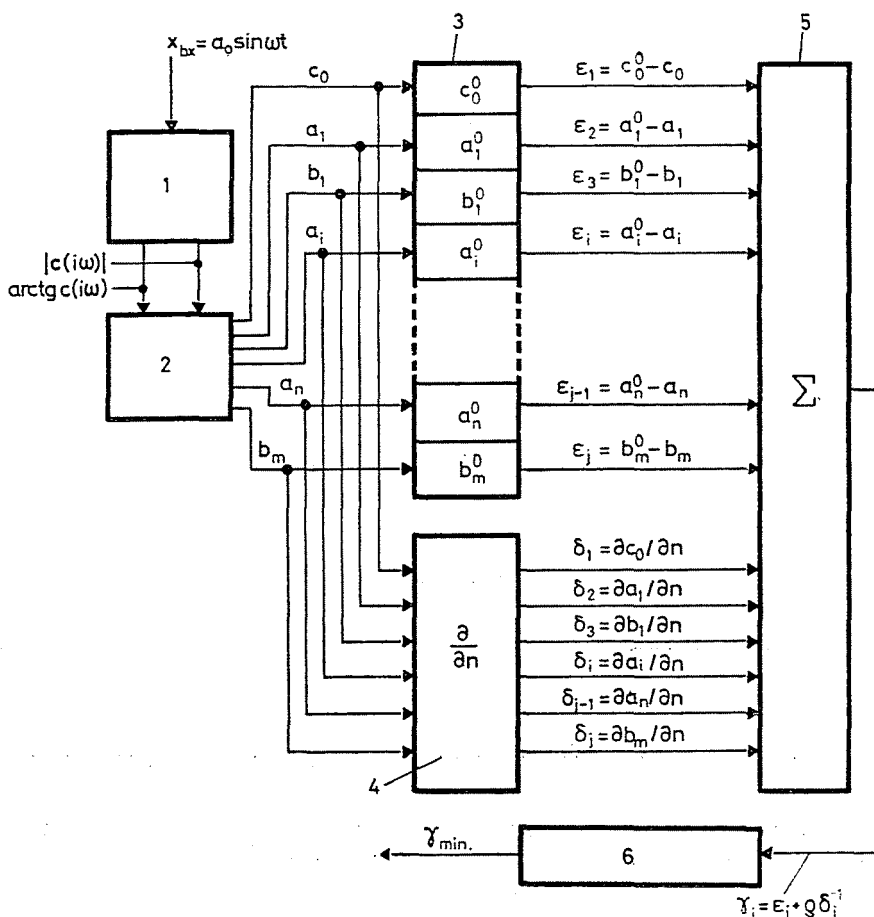 x_bx = a_o sinωt
1
|c(iω)|
arctg c(iω)
2
c_0
a_1
b_1
a_i
a_n
b_m
3
c_0^0
a_1^0
b_1^0
a_i^0
a_n^0
b_m^0
ε_1 = c_0^0 - c_0
ε_2 = a_1^0 - a_1
ε_3 = b_1^0 - b_1
ε_i = a_i^0 - a_i
ε_{j-1} = a_n^0 - a_n
ε_j = b_m^0 - b_m
∂/∂n
4
δ_1 = ∂c_0/∂n
δ_2 = ∂a_1/∂n
δ_3 = ∂b_1/∂n
δ_i = ∂a_i/∂n
δ_{j-1} = ∂a_n/∂n
δ_j = ∂b_m/∂n
5
Σ
γ_min.
6
γ_i = ε_i + ϱ δ_i^{-1}